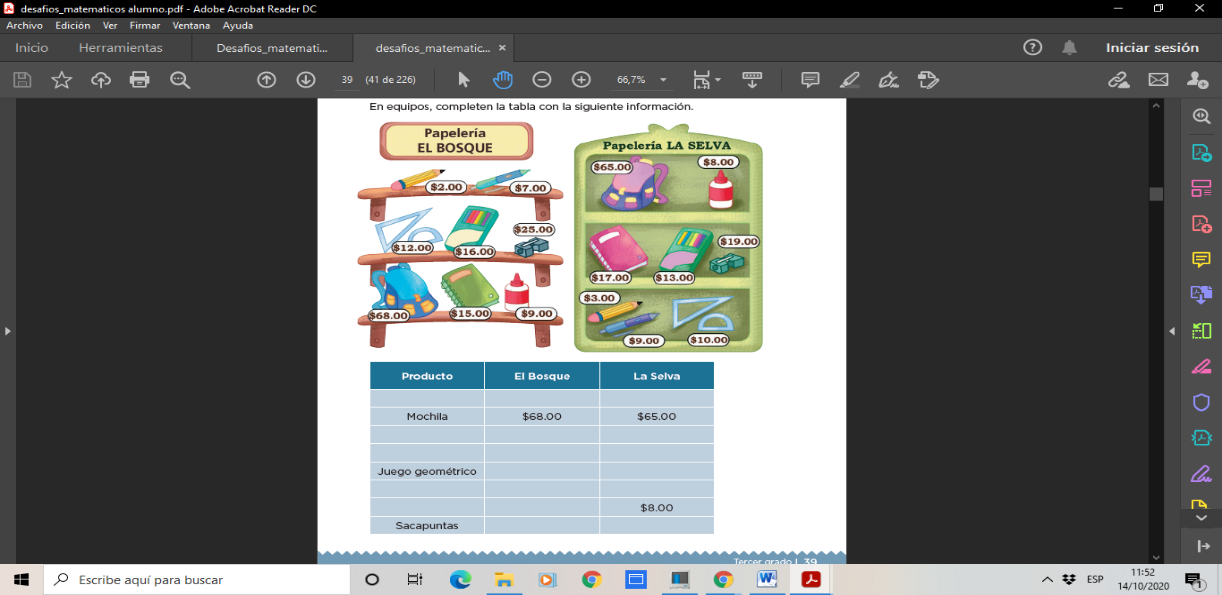 desafios_matematicos alumno.pdf - Adobe Acrobat Reader DC
Archivo Edición Ver Firmar Ventana Ayuda
Inicio Herramientas Desafios_matemati... desafios_matematic... ×
Iniciar sesión
39 (41 de 226) 66,7%
En equipos, completen la tabla con la siguiente información.
Papelería
EL BOSQUE
$2.00 $7.00
$12.00 $16.00 $25.00
$68.00 $15.00 $9.00
Papelería LA SELVA
$65.00 $8.00
$17.00 $13.00 $19.00
$3.00
$9.00 $10.00
Producto El Bosque La Selva
Mochila $68.00 $65.00
Juego geométrico
$8.00
Sacapuntas
Tercer grado | 39
Escribe aquí para buscar
ESP
11:52
14/10/2020
1